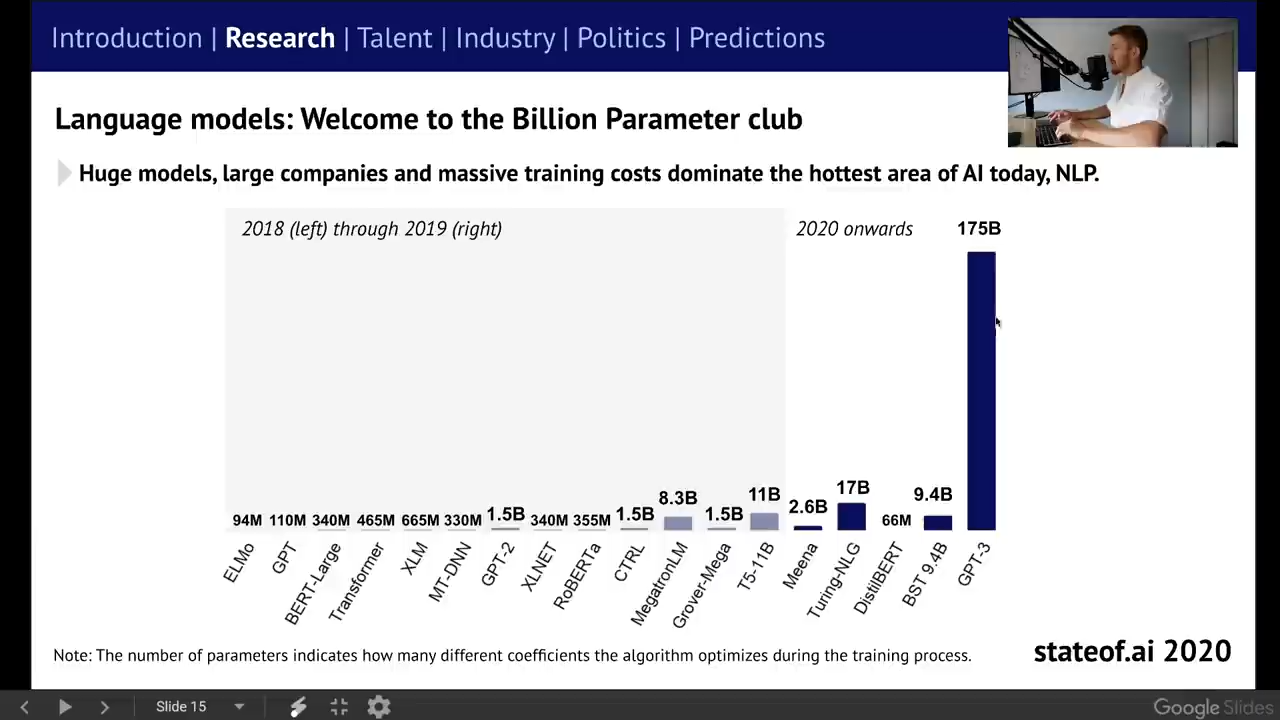 Introduction | Research | Talent | Industry | Politics | Predictions
Language models: Welcome to the Billion Parameter club
Huge models, large companies and massive training costs dominate the hottest area of AI today, NLP.
2018 (left) through 2019 (right)
2020 onwards
175B
94M
110M
340M
465M
665M
330M
1.5B
340M
355M
1.5B
8.3B
1.5B
11B
2.6B
17B
66M
9.4B
ELMo
GPT
BERT-Large
Transformer
XLM
MT-DNN
GPT-2
XLNET
RoBERTa
CTRL
MegatronLM
Grover-Mega
T5-11B
Meena
Turing-NLG
DistilBERT
BST 9.4B
GPT-3
Note: The number of parameters indicates how many different coefficients the algorithm optimizes during the training process.
stateof.ai 2020
Slide 15
Google Slides